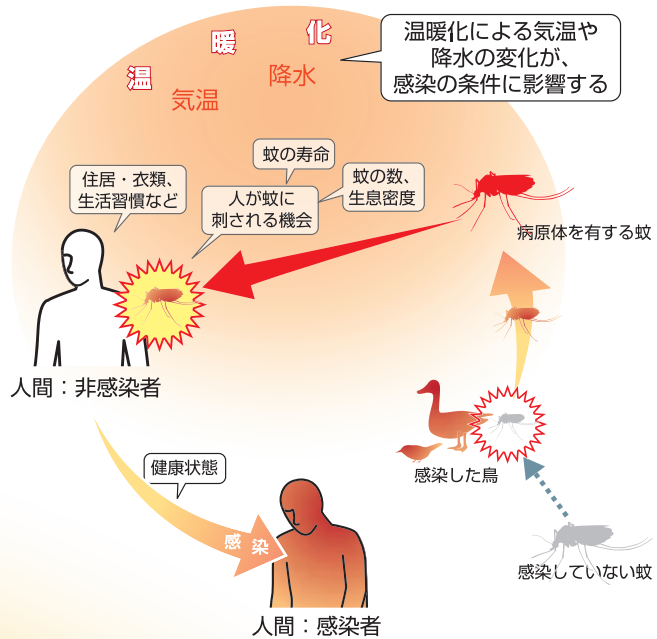 温暖化
気温
降水
温暖化による気温や
降水の変化が、
感染の条件に影響する
蚊の寿命
蚊の数、
生息密度
住居・衣類、
生活習慣など
人が蚊に
刺される機会
病原体を有する蚊
人間：非感染者
感染した鳥
健康状態
感染
感染していない蚊
人間：感染者